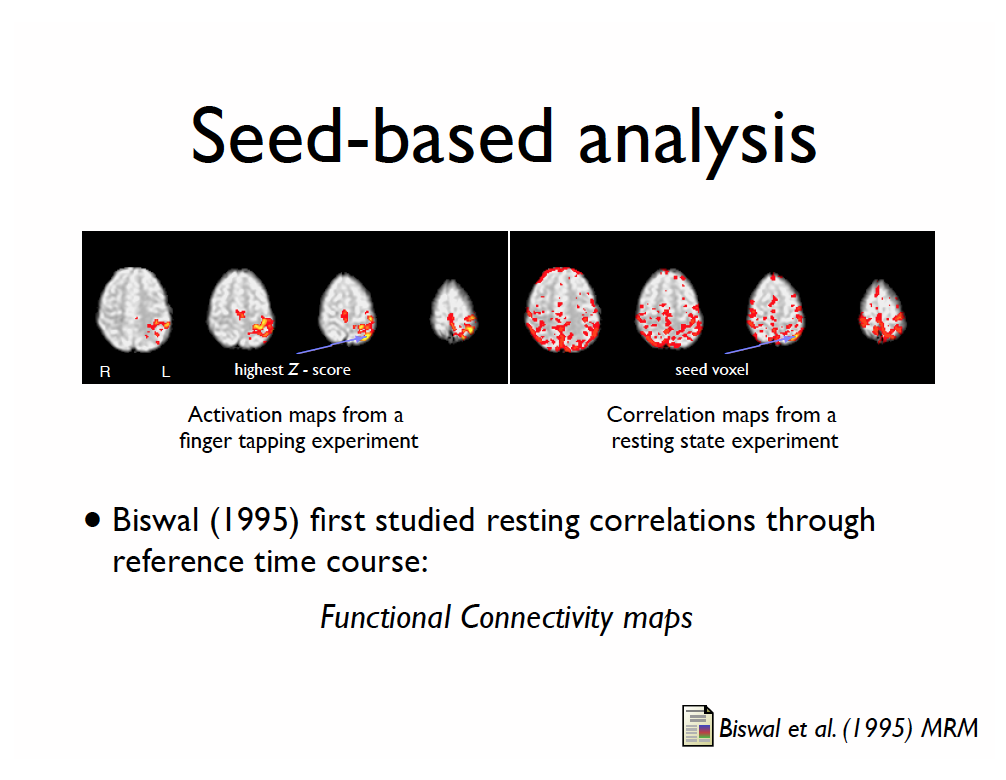 Seed-based analysis
R L highest Z - score seed voxel
Activation maps from a
finger tapping experiment
Correlation maps from a
resting state experiment
• Biswal (1995) first studied resting correlations through
reference time course:
Functional Connectivity maps
Biswal et al. (1995) MRM